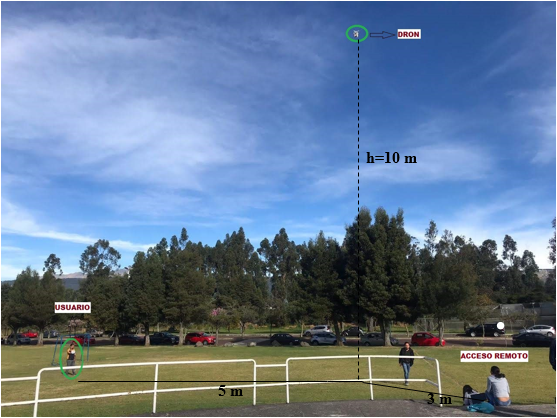 DRON
h=10 m
USUARIO
ACCESO REMOTO
5 m
3 m